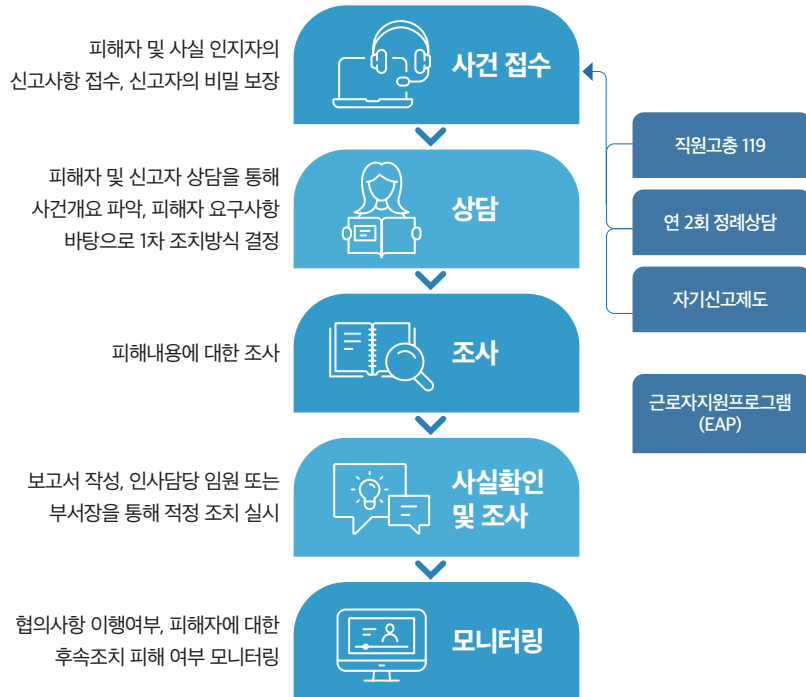 피해자 및 사실 인지자의
신고사항 접수, 신고자의 비밀 보장
사건 접수
피해자 및 신고자 상담을 통해
사건개요 파악, 피해자 요구사항
바탕으로 1차 조치방식 결정
상담
피해내용에 대한 조사
조사
보고서 작성, 인사담당 임원 또는
부서장을 통해 적정 조치 실시
사실확인
및 조사
협의사항 이행여부, 피해자에 대한
후속조치 피해 여부 모니터링
모니터링
직원고충 119
연 2회 정례상담
자기신고제도
근로자지원프로그램
(EAP)